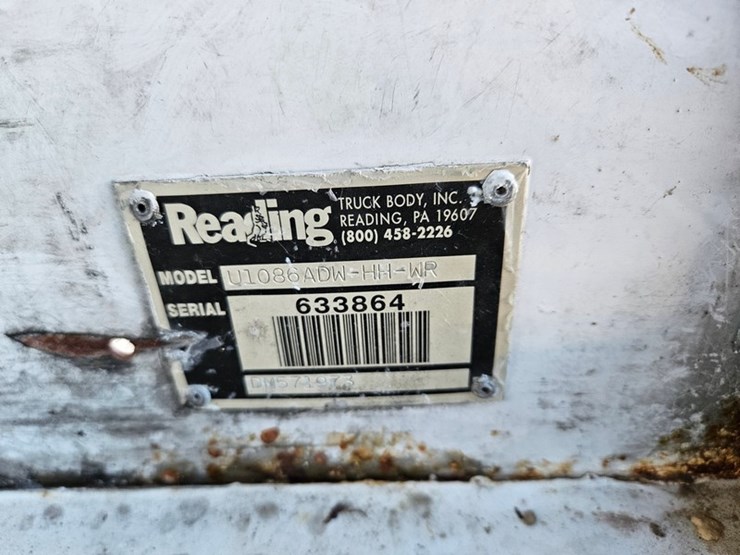 Reading
TRUCK BODY, INC.
READING, PA 19607
(800) 458-2226
MODEL U1086ADW-HH-WR
SERIAL 633864